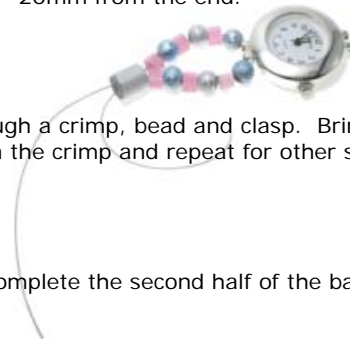 20mm from the end.
ugh a crimp, bead and clasp. Brin
the crimp and repeat for other s
omplete the second half of the ba